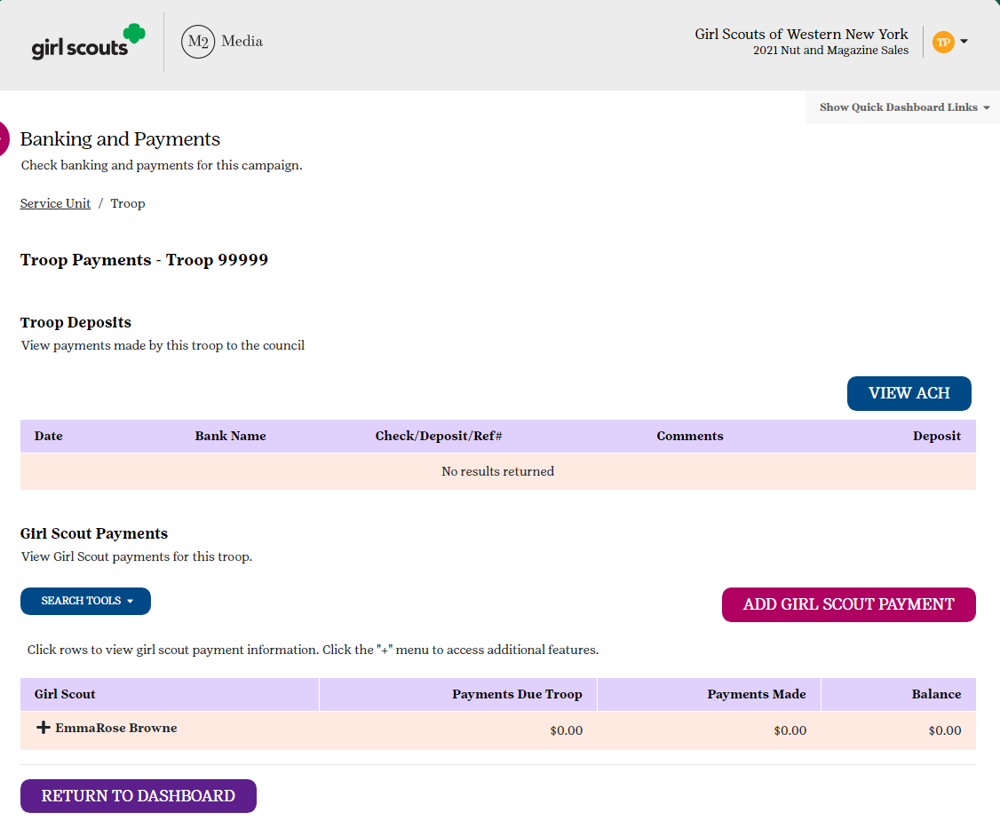 girl scouts
M2 Media
Girl Scouts of Western New York
2021 Nut and Magazine Sales
TP
Show Quick Dashboard Links
Banking and Payments
Check banking and payments for this campaign.
Service Unit / Troop
Troop Payments - Troop 99999
Troop Deposits
View payments made by this troop to the council
VIEW ACH
Date Bank Name Check/Deposit/Ref# Comments Deposit
No results returned
Girl Scout Payments
View Girl Scout payments for this troop.
SEARCH TOOLS
ADD GIRL SCOUT PAYMENT
Click rows to view girl scout payment information. Click the "+" menu to access additional features.
Girl Scout Payments Due Troop Payments Made Balance
+ EmmaRose Browne $0.00 $0.00 $0.00
RETURN TO DASHBOARD